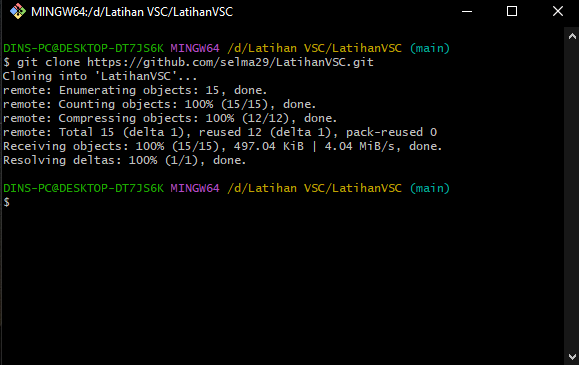 MINGW64:/d/Latihan VSC/LatihanVSC
DINS-PC@DESKTOP-DT7JS6K MINGW64 /d/Latihan VSC/LatihanVSC (main)
$ git clone https://github.com/selma29/LatihanVSC.git
Cloning into 'LatihanVSC'...
remote: Enumerating objects: 15, done.
remote: Counting objects: 100% (15/15), done.
remote: Compressing objects: 100% (12/12), done.
remote: Total 15 (delta 1), reused 12 (delta 1), pack-reused 0
Receiving objects: 100% (15/15), 497.04 KiB | 4.04 MiB/s, done.
Resolving deltas: 100% (1/1), done.
DINS-PC@DESKTOP-DT7JS6K MINGW64 /d/Latihan VSC/LatihanVSC (main)
$